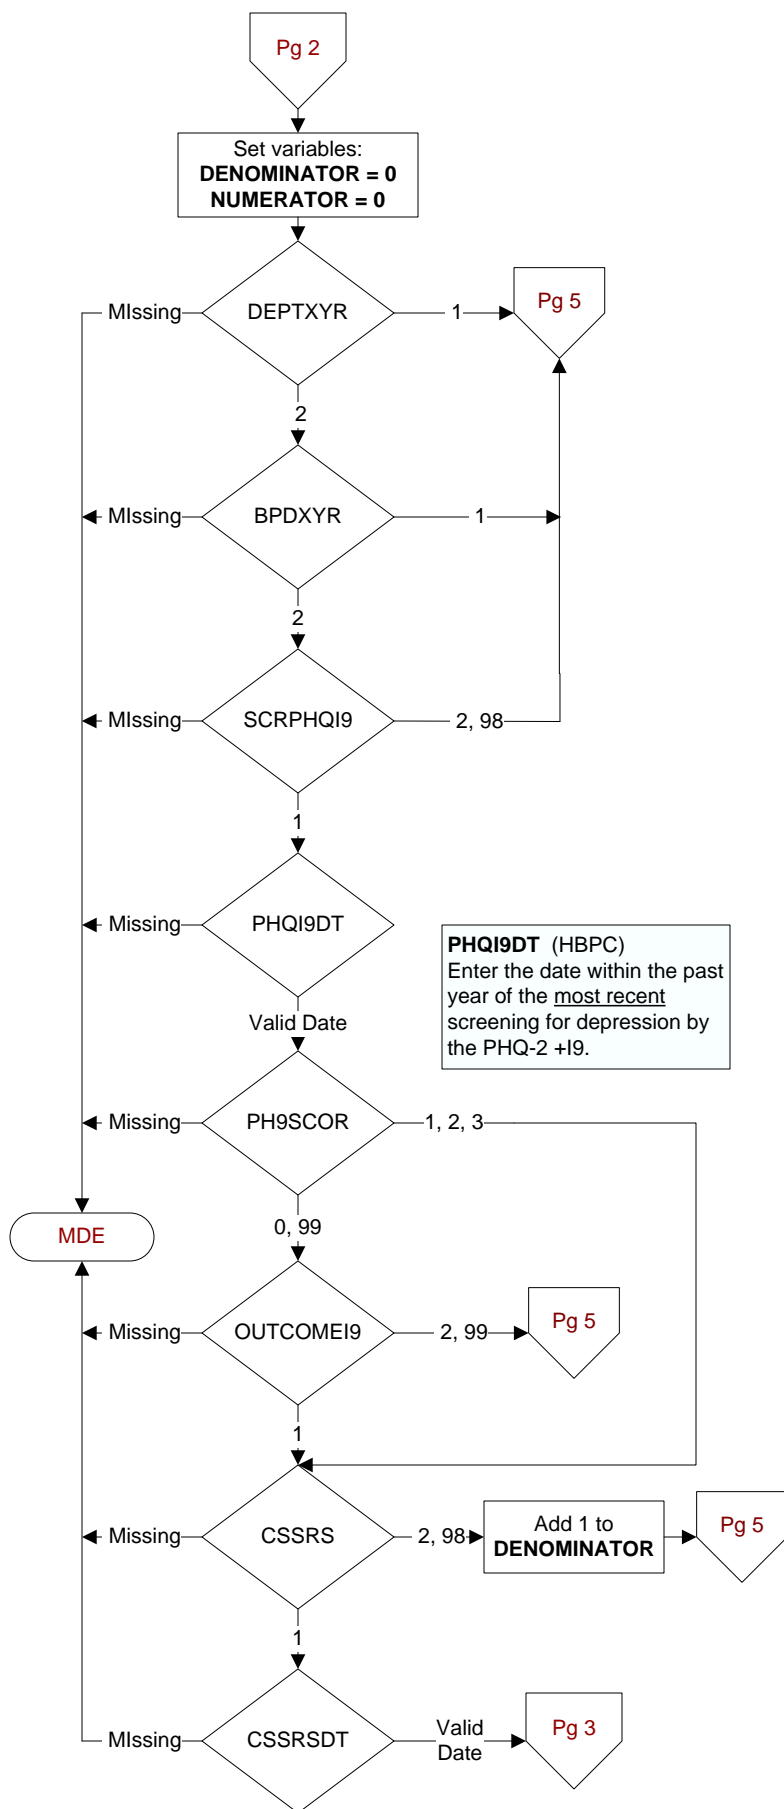 Pg 2
Set variables:
DENOMINATOR = 0
NUMERATOR = 0
MIssing
DEPTXYR
1
Pg 5
2
MIssing
BPDXYR
1
2
MIssing
SCRPHQI9
2, 98
1
Missing
PHQI9DT
PHQI9DT (HBPC)
Enter the date within the past
year of the most recent
screening for depression by
the PHQ-2 +I9.
Valid Date
Missing
PH9SCOR
1, 2, 3
MDE
0, 99
Missing
OUTCOMEI9
2, 99
Pg 5
1
Missing
CSSRS
2, 98
Add 1 to
DENOMINATOR
Pg 5
1
MIssing
CSSRSDT
Valid
Date
Pg 3